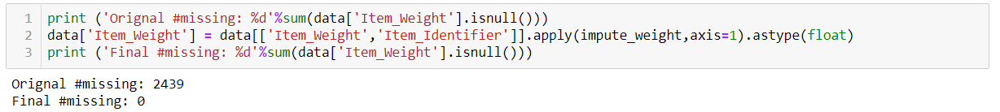 1 print ('Orignal #missing: %d'%sum(data['Item_Weight'].isnull()))
2 data['Item_Weight'] = data[['Item_Weight','Item_Identifier']].apply(impute_weight,axis=1).astype(float)
3 print ('Final #missing: %d'%sum(data['Item_Weight'].isnull()))
Orignal #missing: 2439
Final #missing: 0